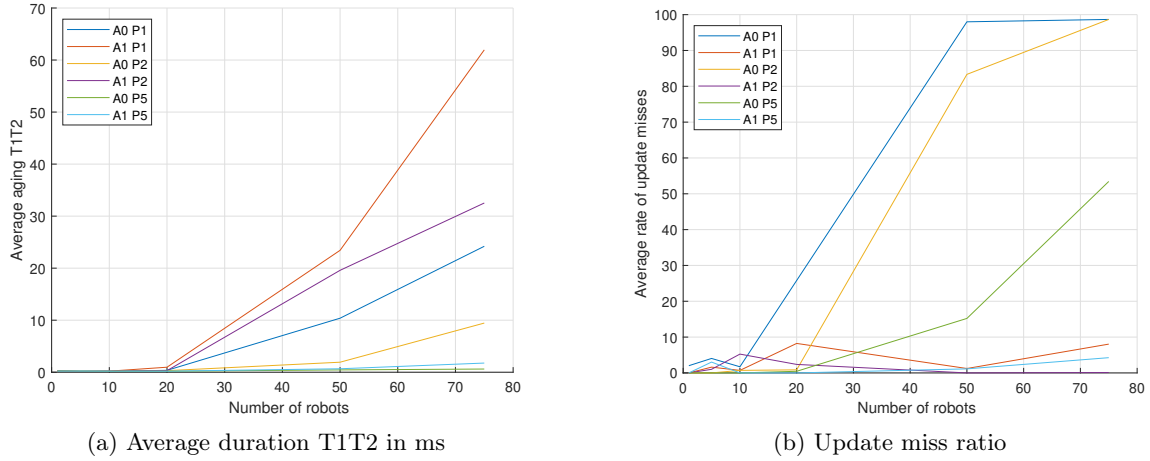 70
60
50
40
30
20
10
0
Average aging T1T2
A0 P1
A1 P1
A0 P2
A1 P2
A0 P5
A1 P5
0 10 20 30 40 50 60 70 80
Number of robots
(a) Average duration T1T2 in ms
100
90
80
70
60
50
40
30
20
10
0
Average rate of update misses
A0 P1
A1 P1
A0 P2
A1 P2
A0 P5
A1 P5
0 10 20 30 40 50 60 70 80
Number of robots
(b) Update miss ratio